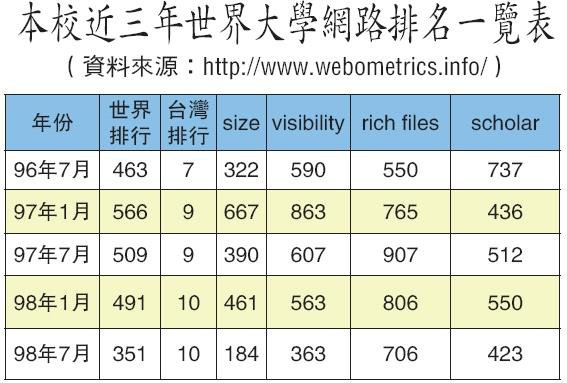 本校近三年世界大學網路排名一覽表
（資料來源：http://www.webometrics.info/）
年份 世界排行 台灣排行 size visibility rich files scholar
96年7月 463 7 322 590 550 737
97年1月 566 9 667 863 765 436
97年7月 509 9 390 607 907 512
98年1月 491 10 461 563 806 550
98年7月 351 10 184 363 706 423